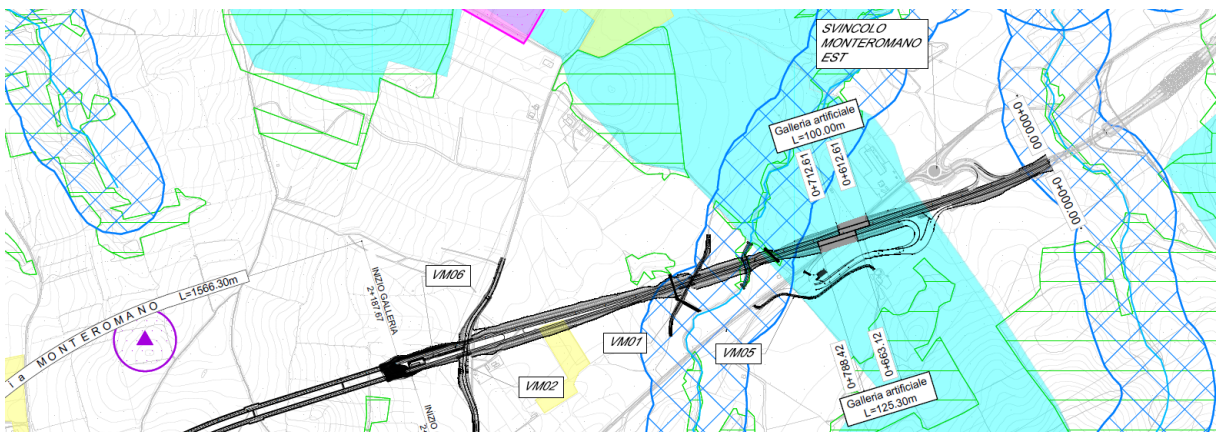 SVINCOLO
MONTEROMANO
EST
Galleria artificiale
L=100.00m
0+712.61
0+612.61
0+000.00
0+000.00
VM06
INIZIO GALLERIA
2+187.67
ia MONTEROMANO L=1566.30m
VM01
VM05
VM02
0+788.42
0+663.12
Galleria artificiale
L=125.30m
INIZIO